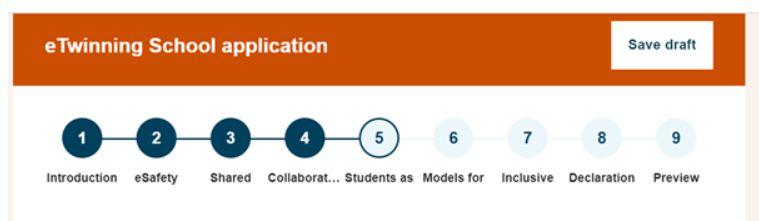 eTwinning School application
Save draft
1 2 3 4 5 6 7 8 9
Introduction eSafety Shared Collaborat... Students as Models for Inclusive Declaration Preview